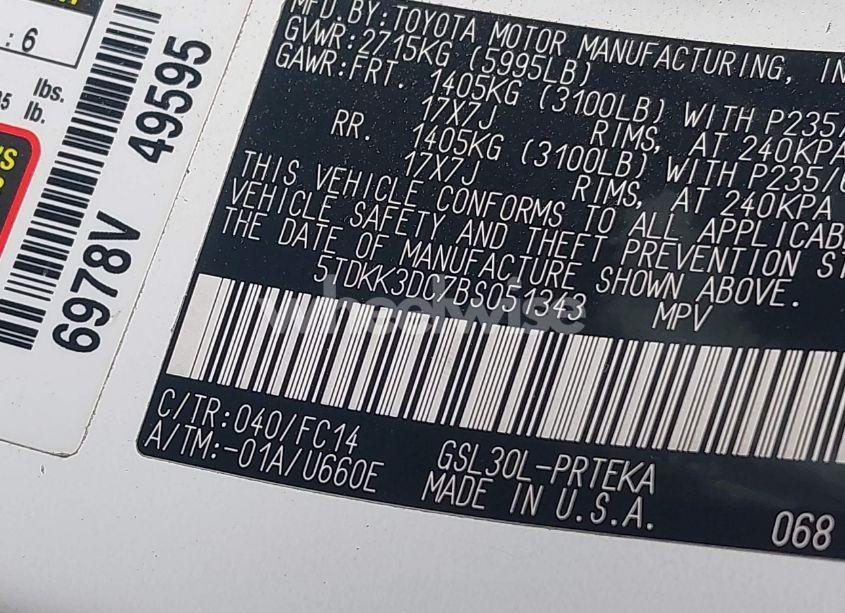 : 6
lbs.
lb.
6978V 49595
MFD.BY:TOYOTA MOTOR MANUFACTURING, IN
GVWR:2715KG (5995LB)
GAWR:FRT. 1405KG (3100LB) WITH P235/
17X7J RIMS, AT 240KPA
RR. 1405KG (3100LB) WITH P235/6
17X7J RIMS, AT 240KPA
THIS VEHICLE CONFORMS TO ALL APPLICAB
VEHICLE SAFETY AND THEFT PREVENTION ST
THE DATE OF MANUFACTURE SHOWN ABOVE.
5TDKK3DCZBS051343 MPV
wheelwise
C/TR:040/FC14
A/TM:-01A/U660E
GSL30L-PRTEKA
MADE IN U.S.A.
068